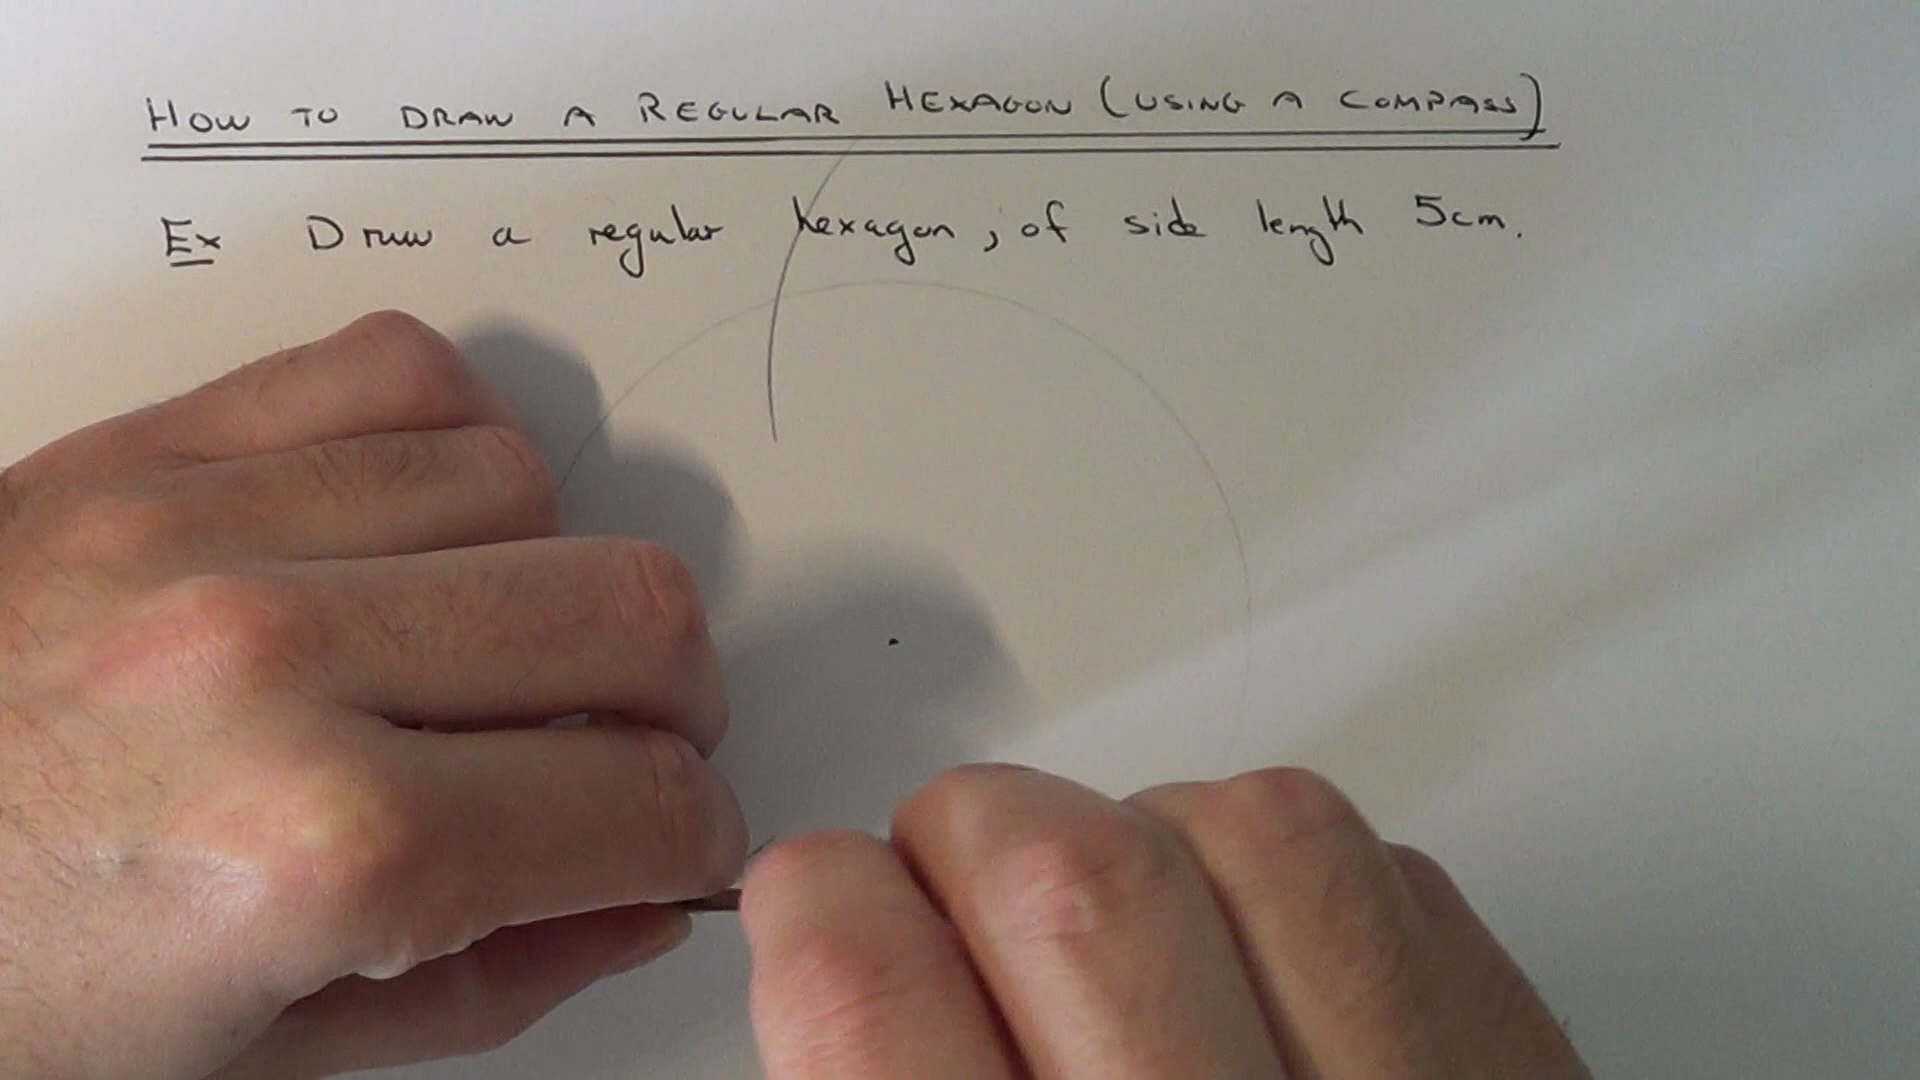 HOW TO DRAW A REGULAR HEXAGON (USING A COMPASS)
Ex Draw a regular hexagon, of side length 5cm.